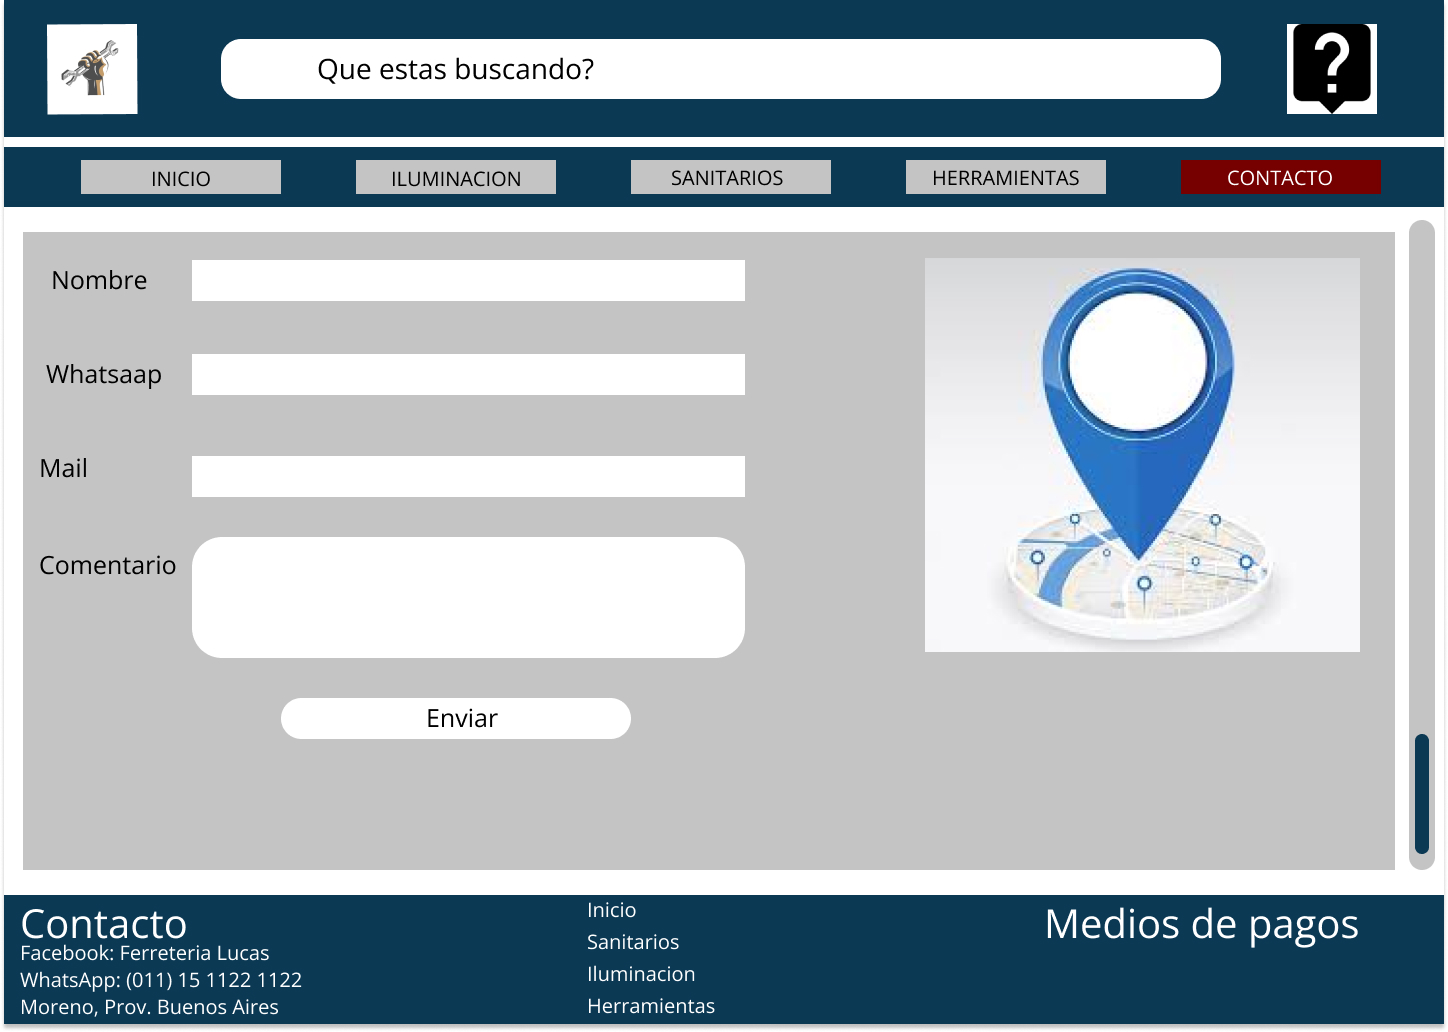 Que estas buscando?
?
INICIO
ILUMINACION
SANITARIOS
HERRAMIENTAS
CONTACTO
Nombre
Whatsaap
Mail
Comentario
Enviar
Contacto
Facebook: Ferreteria Lucas
WhatsApp: (011) 15 1122 1122
Moreno, Prov. Buenos Aires
Inicio
Sanitarios
Iluminacion
Herramientas
Medios de pagos